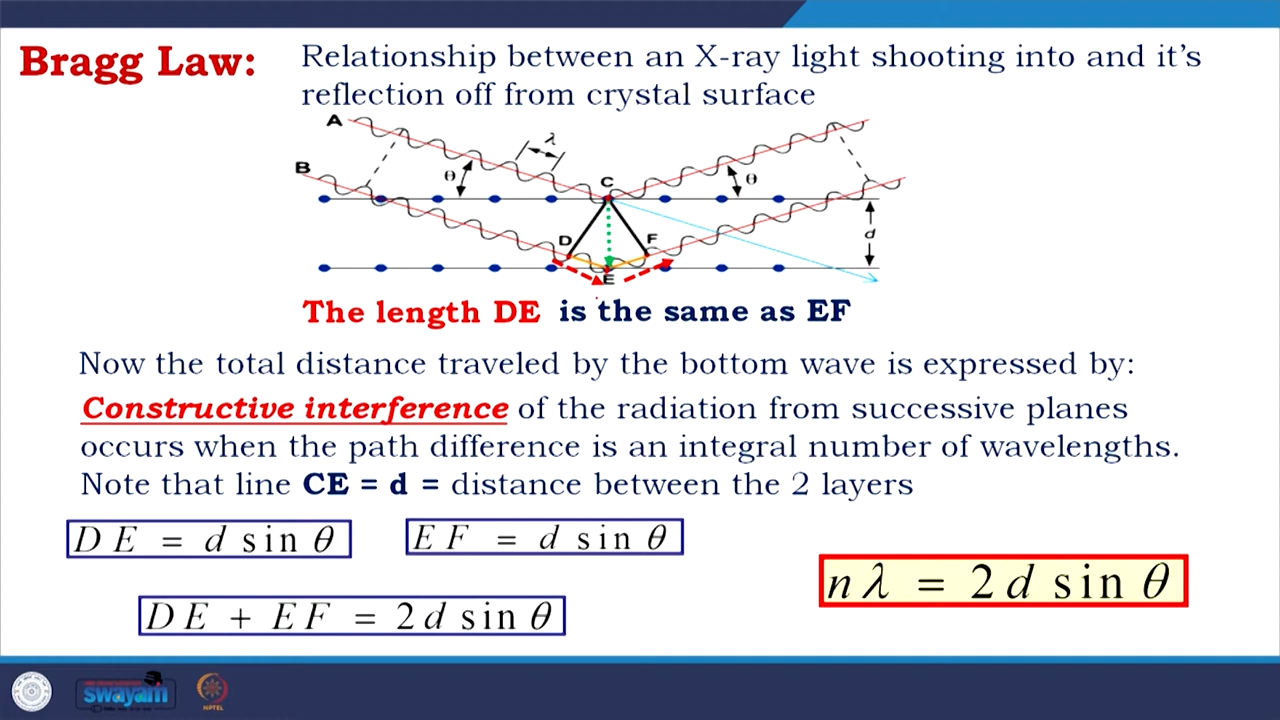 Bragg Law:
Relationship between an X-ray light shooting into and it's
reflection off from crystal surface
A
λ
B
θ
C
θ
D
F
d
E
The length DE is the same as EF
Now the total distance traveled by the bottom wave is expressed by:
Constructive interference of the radiation from successive planes
occurs when the path difference is an integral number of wavelengths.
Note that line CE = d = distance between the 2 layers
DE = d sin θ
EF = d sin θ
nλ = 2d sin θ
DE + EF = 2d sin θ
swayam
NPTEL